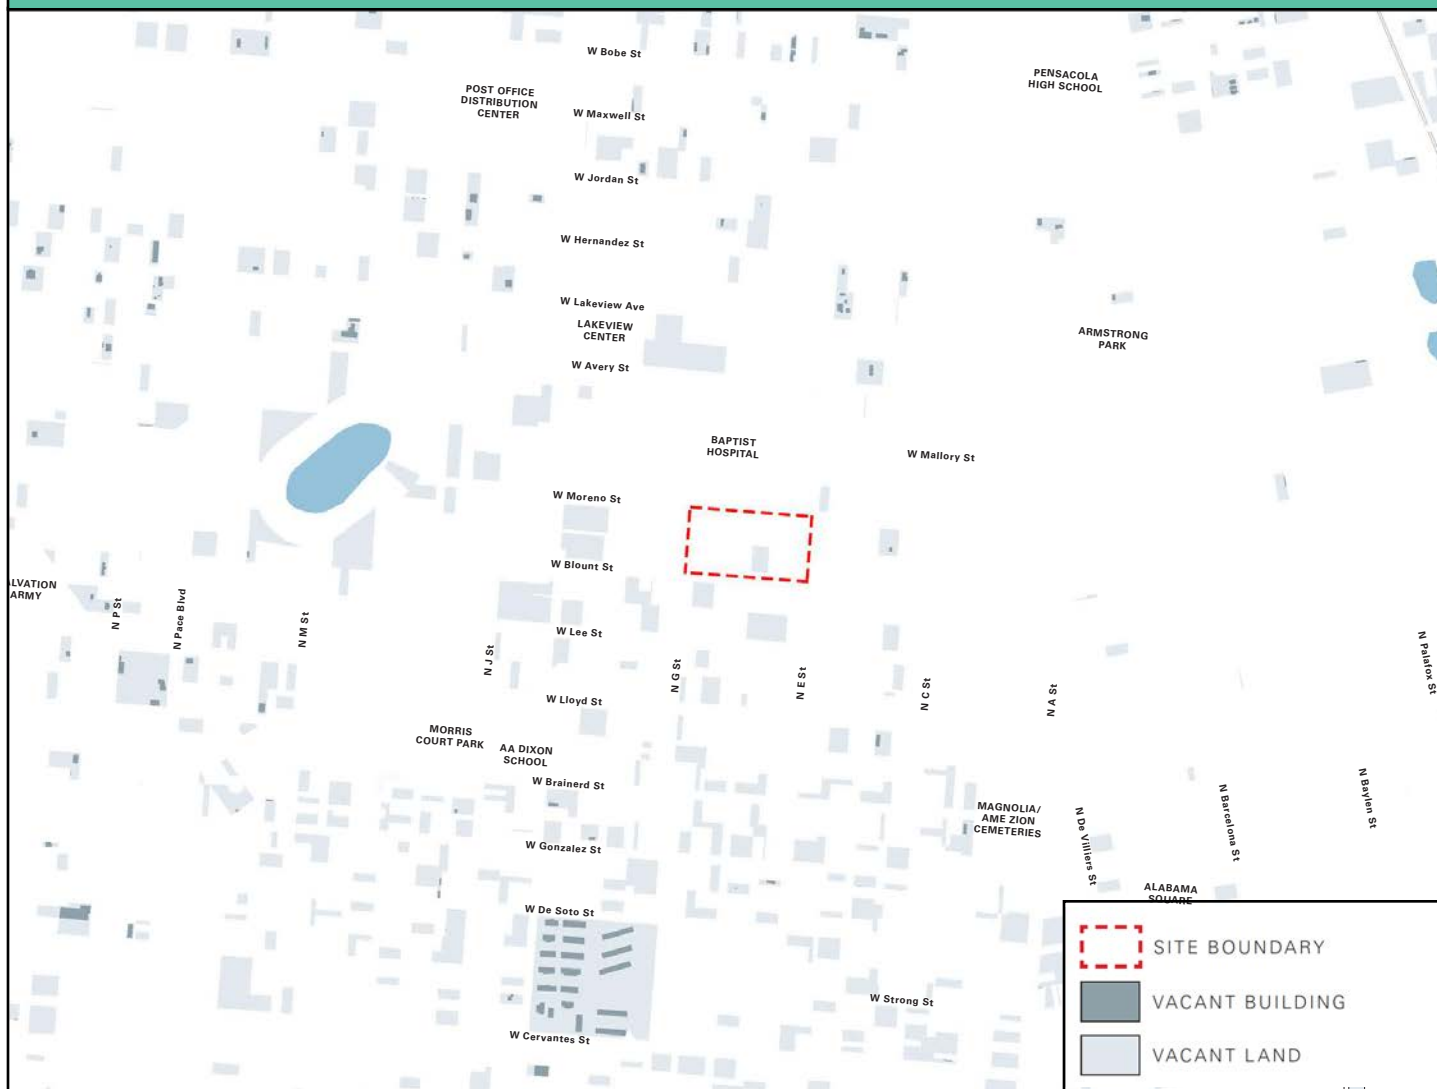 W Bobe St
PENSACOLA
HIGH SCHOOL
POST OFFICE
DISTRIBUTION
CENTER
W Maxwell St
W Jordan St
W Hernandez St
W Lakeview Ave
LAKEVIEW
CENTER
ARMSTRONG
PARK
W Avery St
BAPTIST
HOSPITAL
W Mallory St
W Moreno St
W Blount St
LVATION
ARMY
N P St
N Pace Blvd
N M St
W Lee St
N J St
N G St
N E St
N C St
N A St
N Palafox St
W Lloyd St
MORRIS
COURT PARK
AA DIXON
SCHOOL
W Brainerd St
MAGNOLIA/
AME ZION
CEMETERIES
N De Villiers St
N Barcelona St
N Baylen St
W Gonzalez St
ALABAMA
SQUARE
W De Soto St
W Strong St
W Cervantes St
SITE BOUNDARY
VACANT BUILDING
VACANT LAND